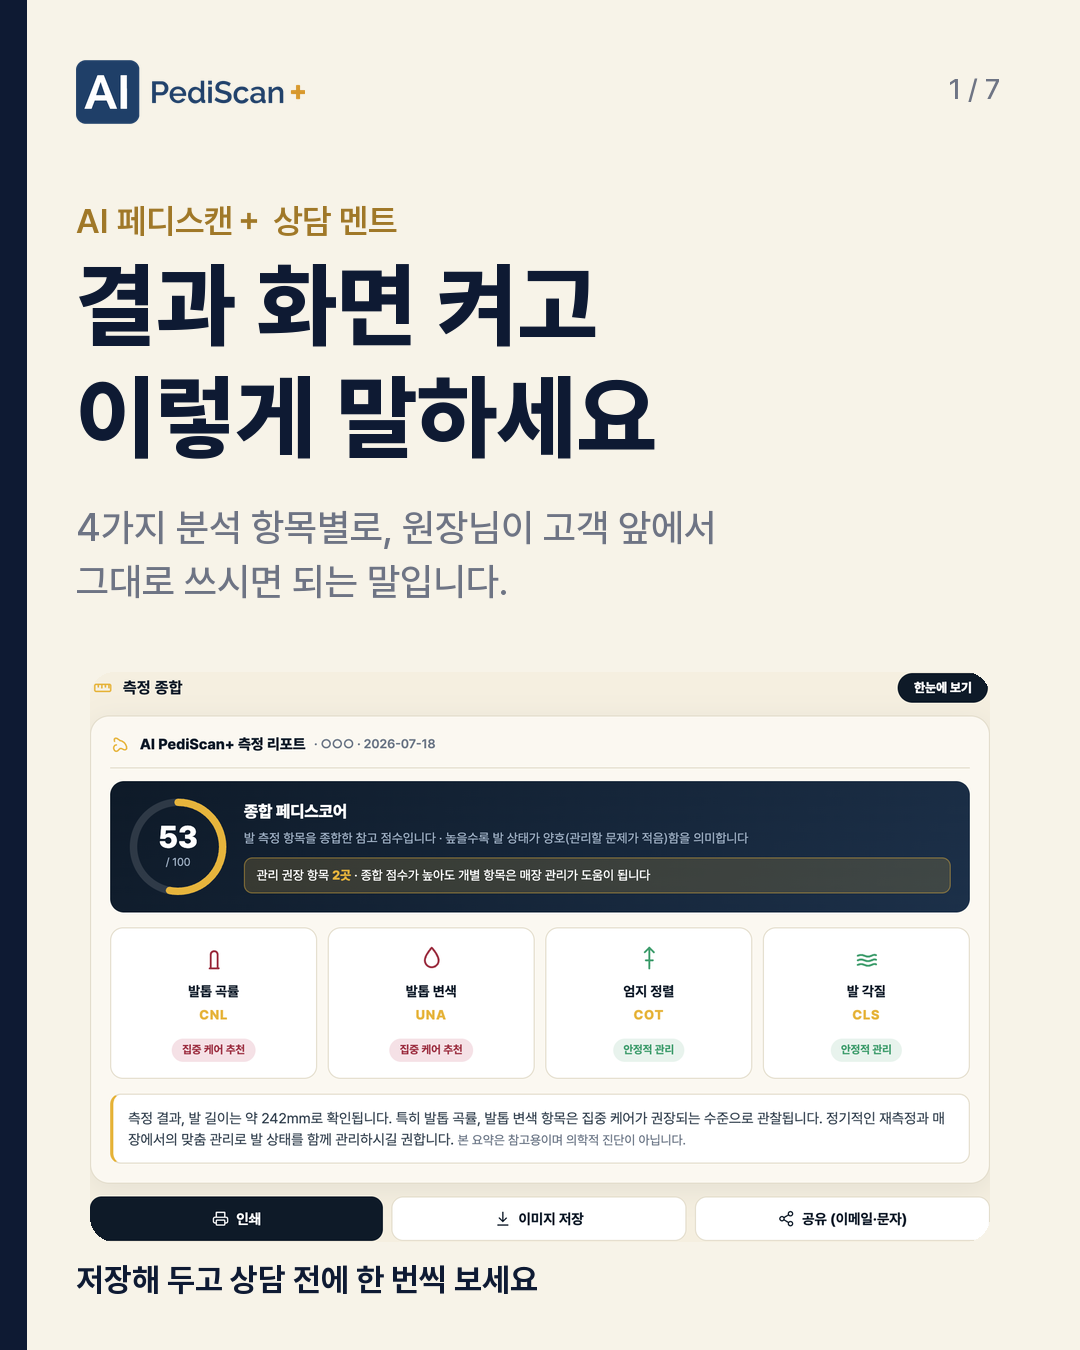 AI PediScan+
1 / 7
AI 페디스캔+ 상담 멘트
결과 화면 켜고
이렇게 말하세요
4가지 분석 항목별로, 원장님이 고객 앞에서
그대로 쓰시면 되는 말입니다.
측정 종합
한눈에 보기
AI PediScan+ 측정 리포트 · ○○○ · 2026-07-18
53
/ 100
종합 페디스코어
발 측정 항목을 종합한 참고 점수입니다 · 높을수록 발 상태가 양호(관리할 문제가 적음)함을 의미합니다
관리 권장 항목 2곳 · 종합 점수가 높아도 개별 항목은 매장 관리가 도움이 됩니다
발톱 곡률
CNL
집중 케어 추천
발톱 변색
UNA
집중 케어 추천
엄지 정렬
COT
안정적 관리
발 각질
CLS
안정적 관리
측정 결과, 발 길이는 약 242mm로 확인됩니다. 특히 발톱 곡률, 발톱 변색 항목은 집중 케어가 권장되는 수준으로 관찰됩니다. 정기적인 재측정과 매
장에서의 맞춤 관리로 발 상태를 함께 관리하시길 권합니다. 본 요약은 참고용이며 의학적 진단이 아닙니다.
인쇄
이미지 저장
공유 (이메일·문자)
저장해 두고 상담 전에 한 번씩 보세요